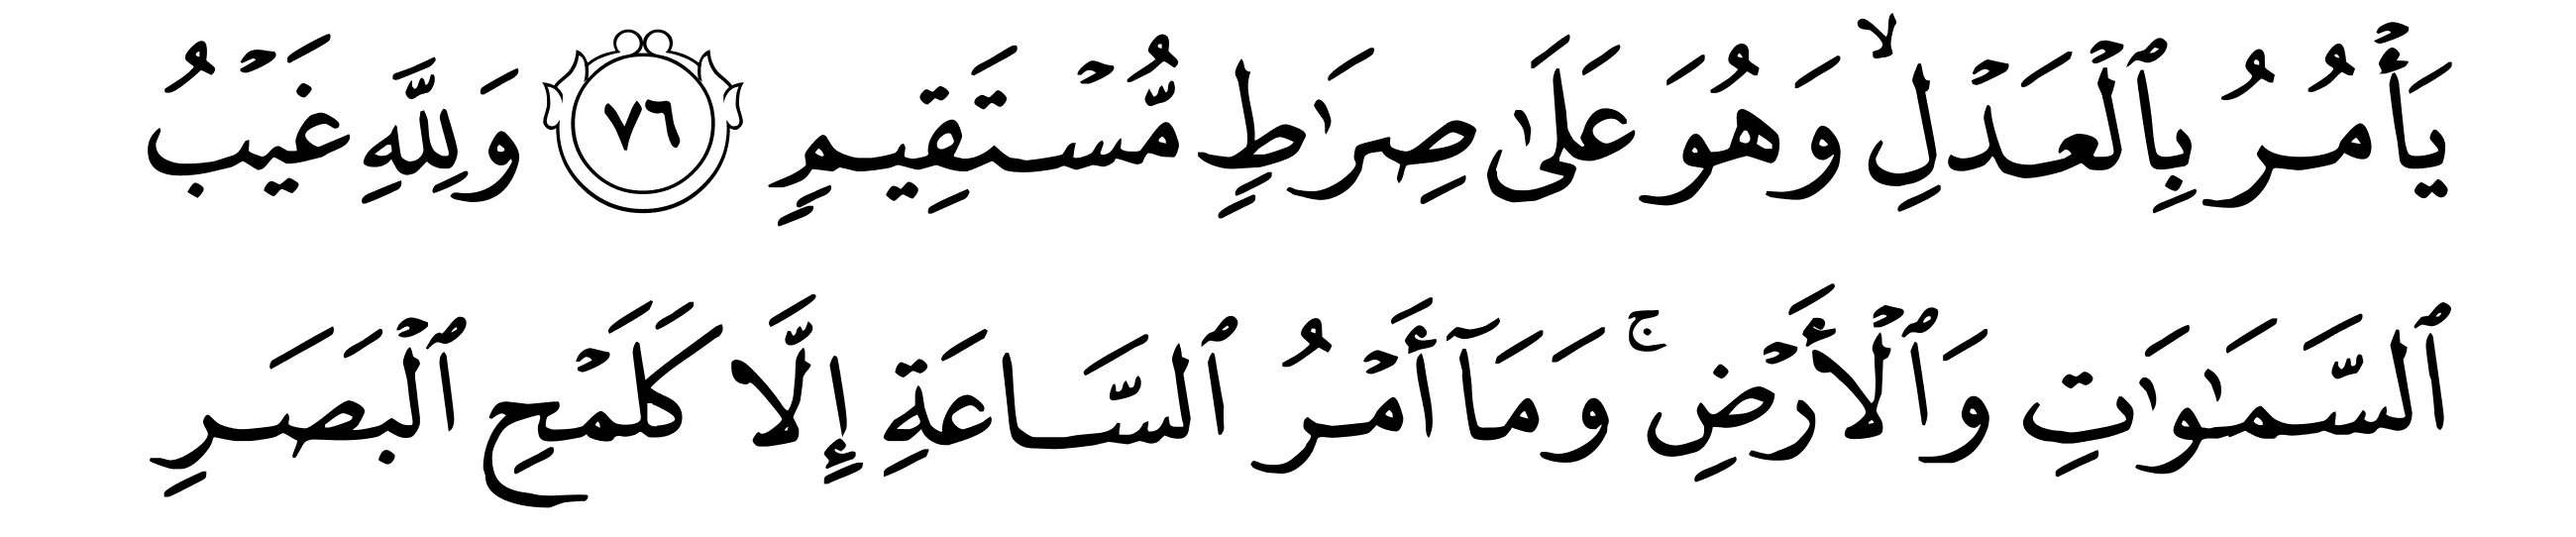 يَأۡمُرُ بِٱلۡعَدۡلِۙ وَهُوَ عَلَىٰ صِرَٰطٍ مُّسۡتَقِيمٍ ٧٦ وَلِلَّهِ غَيۡبُ
ٱلسَّمَٰوَٰتِ وَٱلۡأَرۡضِۚ وَمَآ أَمۡرُ ٱلسَّاعَةِ إِلَّا كَلَمۡحِ ٱلۡبَصَرِ